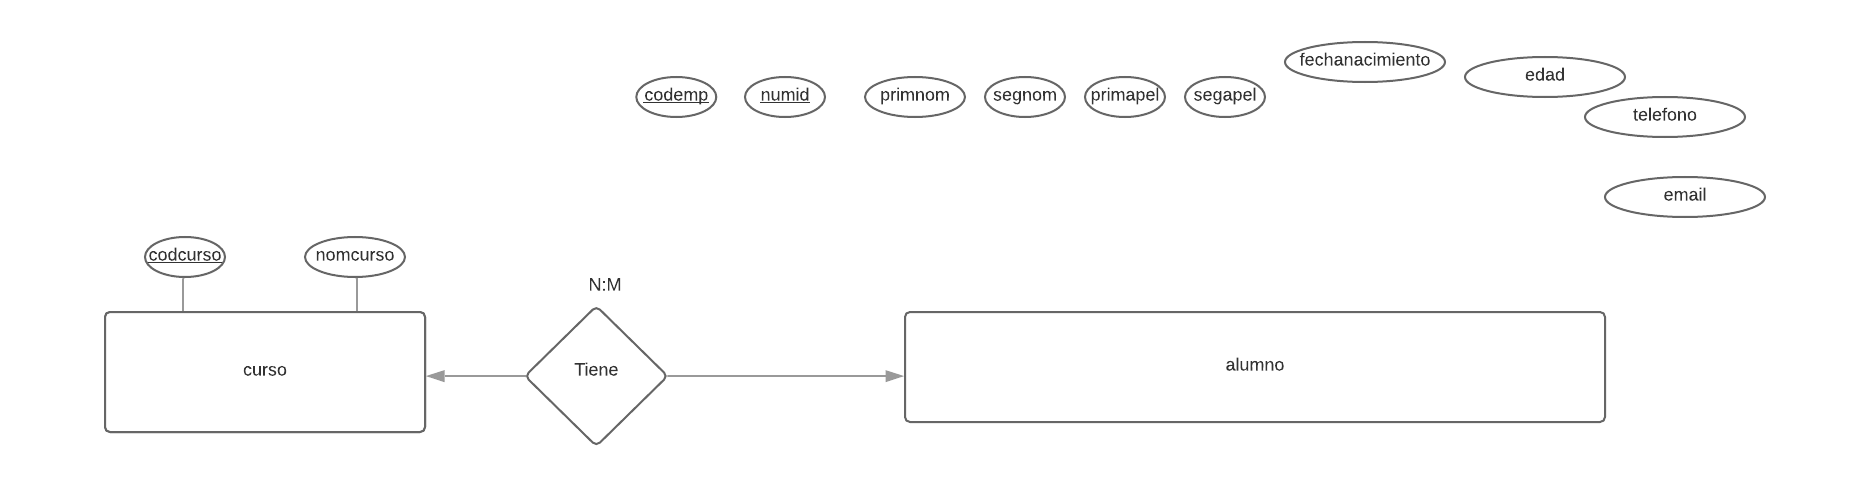 fechanacimiento
edad
codemp
numid
primnom
segnom
primapel
segapel
telefono
email
codcurso
nomcurso
N:M
curso
Tiene
alumno